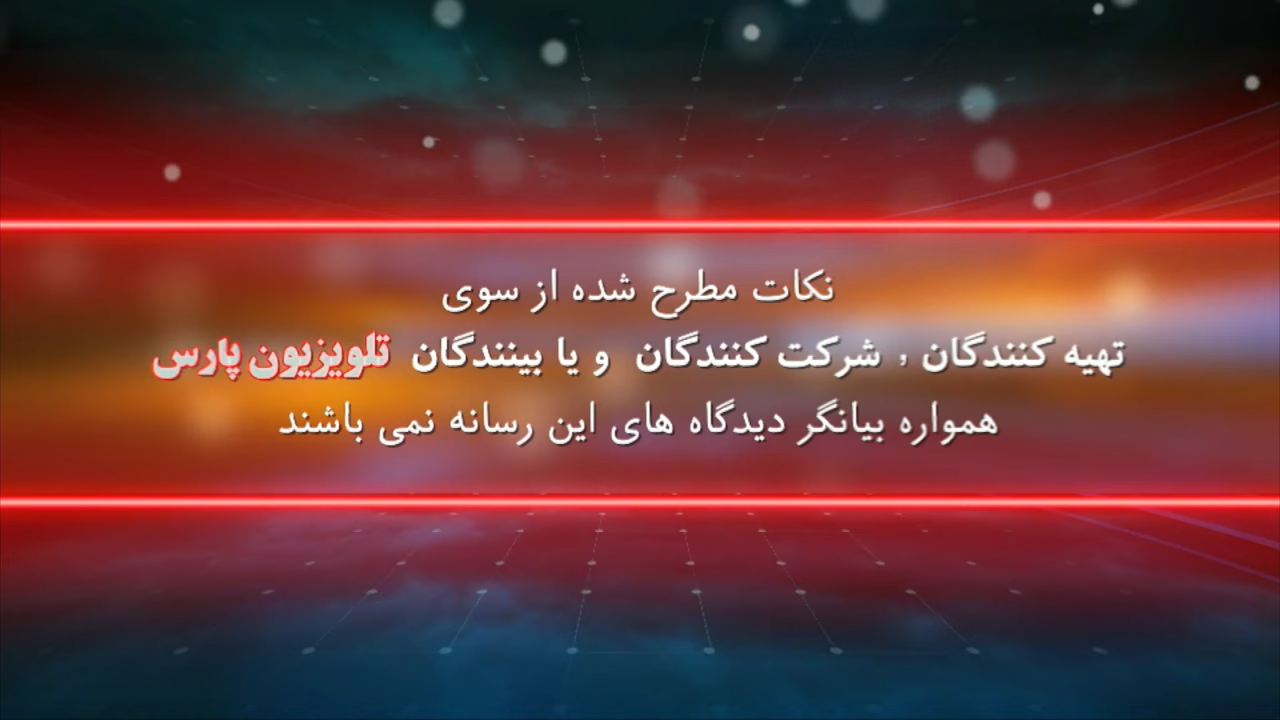 نکات مطرح شده از سوی
تهیه کنندگان , شرکت کنندگان و یا بینندگان تلویزیون پارس
همواره بیانگر دیدگاه های این رسانه نمی باشند